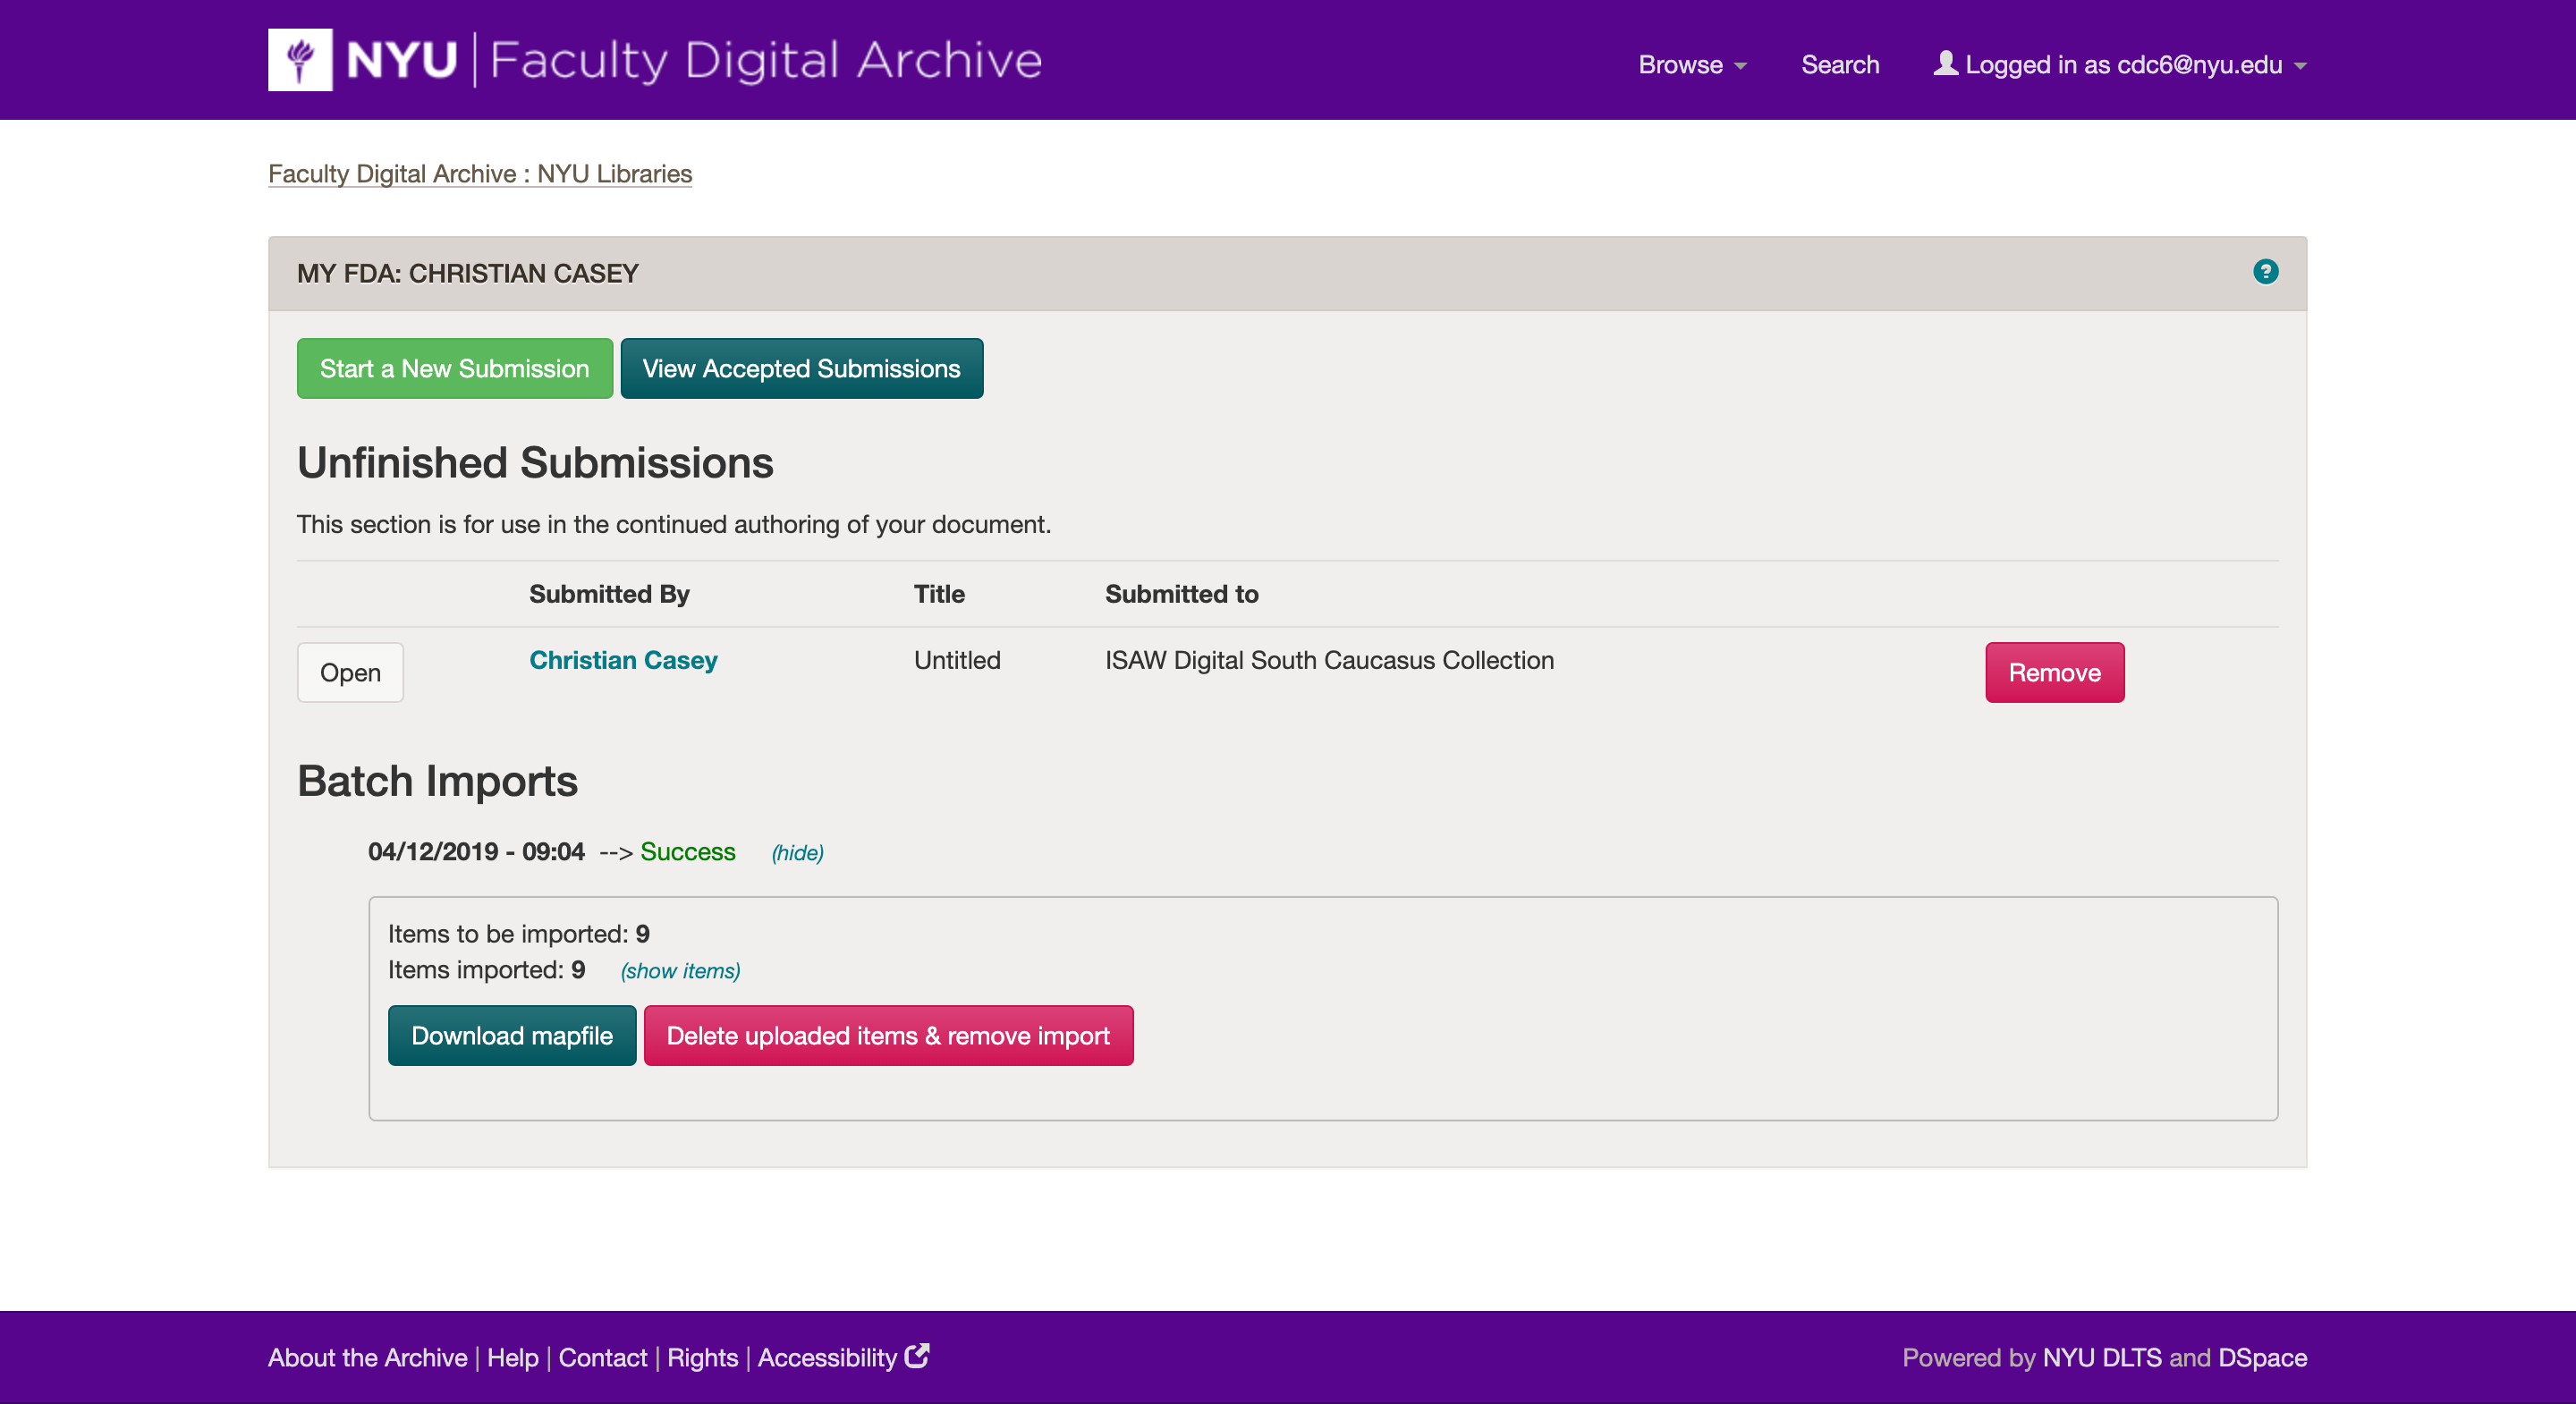 NYU | Faculty Digital Archive
Browse
Search
Logged in as cdc6@nyu.edu
Faculty Digital Archive : NYU Libraries
MY FDA: CHRISTIAN CASEY
?
Start a New Submission
View Accepted Submissions
Unfinished Submissions
This section is for use in the continued authoring of your document.
Submitted By Title Submitted to
Open Christian Casey Untitled ISAW Digital South Caucasus Collection Remove
Batch Imports
04/12/2019 - 09:04 --> Success (hide)
Items to be imported: 9
Items imported: 9 (show items)
Download mapfile
Delete uploaded items & remove import
About the Archive | Help | Contact | Rights | Accessibility
Powered by NYU DLTS and DSpace